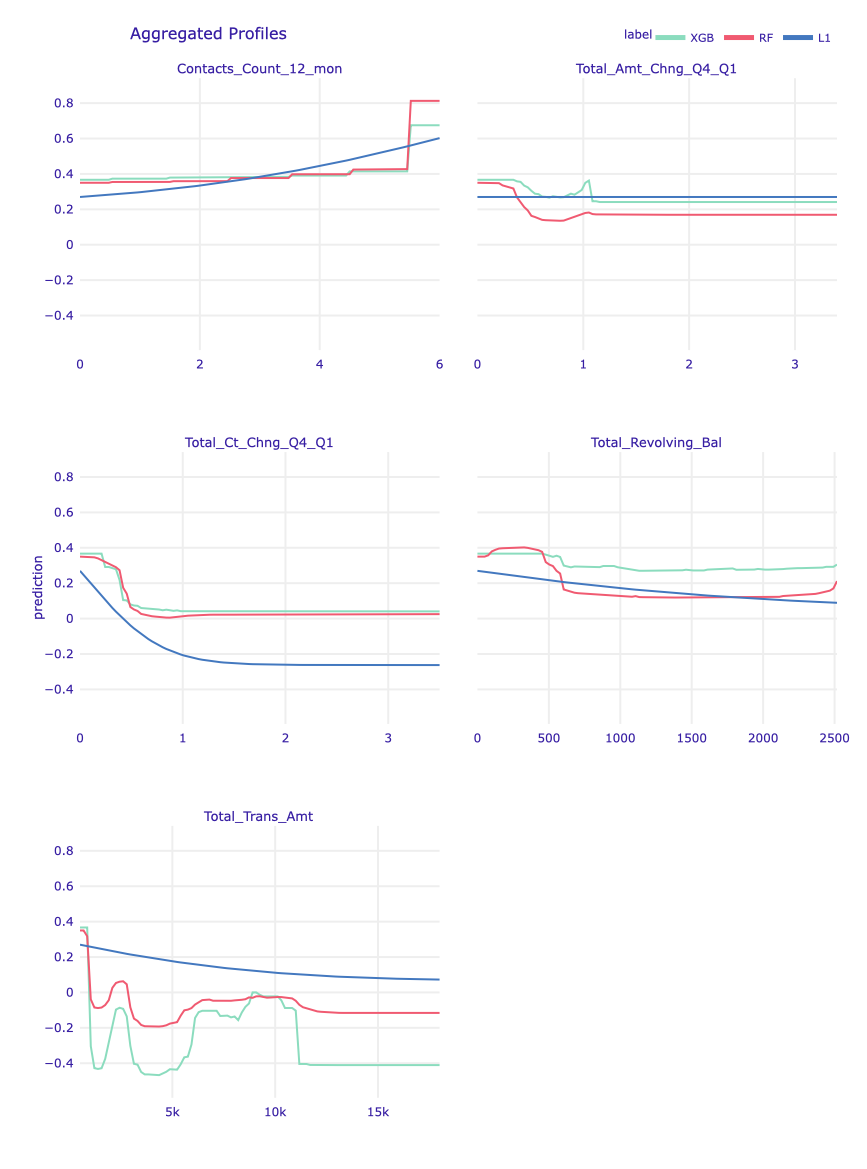 Aggregated Profiles
label XGB RF L1
Contacts_Count_12_mon
Total_Amt_Chng_Q4_Q1
0.8
0.6
0.4
0.2
0
−0.2
−0.4
0 2 4 6
0 1 2 3
Total_Ct_Chng_Q4_Q1
Total_Revolving_Bal
prediction
0.8
0.6
0.4
0.2
0
−0.2
−0.4
0 1 2 3
0 500 1000 1500 2000 2500
Total_Trans_Amt
0.8
0.6
0.4
0.2
0
−0.2
−0.4
5k 10k 15k